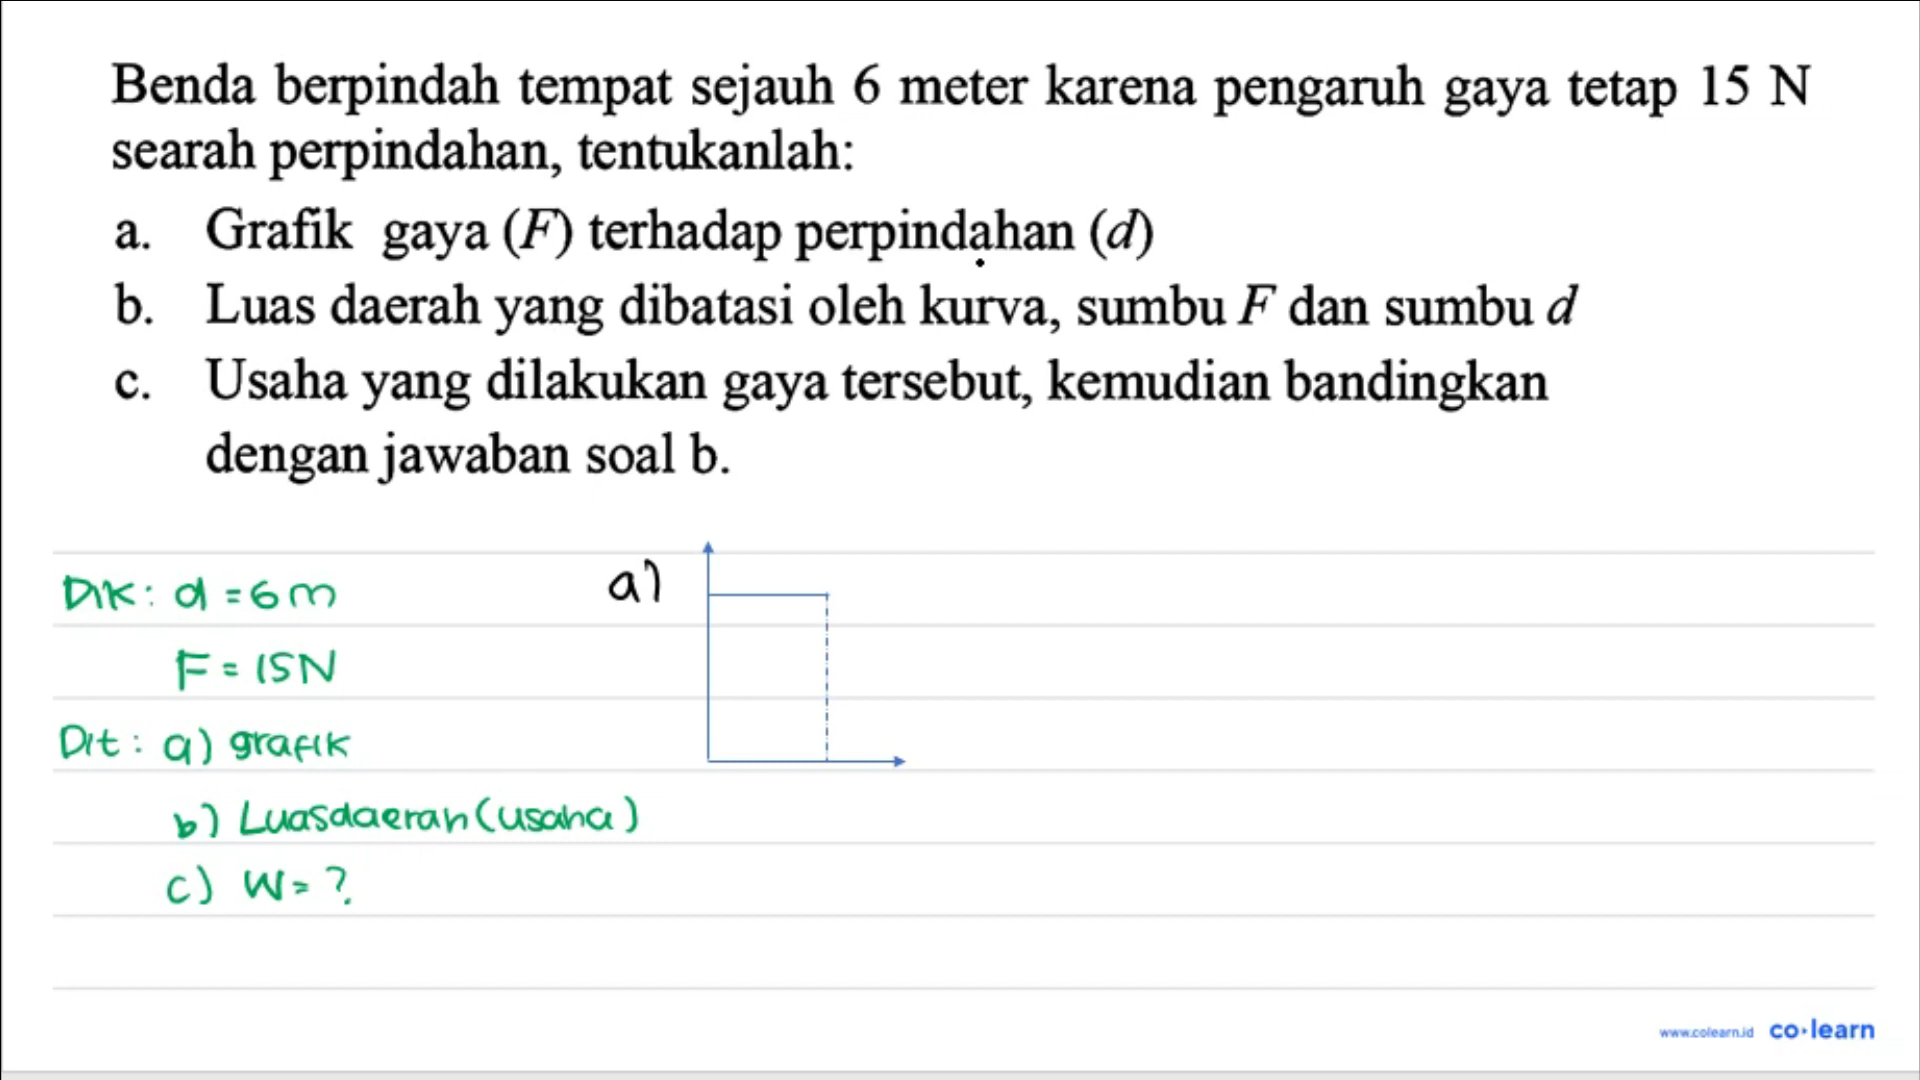 Benda berpindah tempat sejauh 6 meter karena pengaruh gaya tetap 15 N
searah perpindahan, tentukanlah:
a. Grafik gaya (F) terhadap perpindahan (d)
b. Luas daerah yang dibatasi oleh kurva, sumbu F dan sumbu d
c. Usaha yang dilakukan gaya tersebut, kemudian bandingkan
dengan jawaban soal b.
Dik: d = 6 m
a)
F = 15N
Dit: a) grafik
b) Luasdaerah (usaha)
c) W = ?
www.colearn.id co·learn